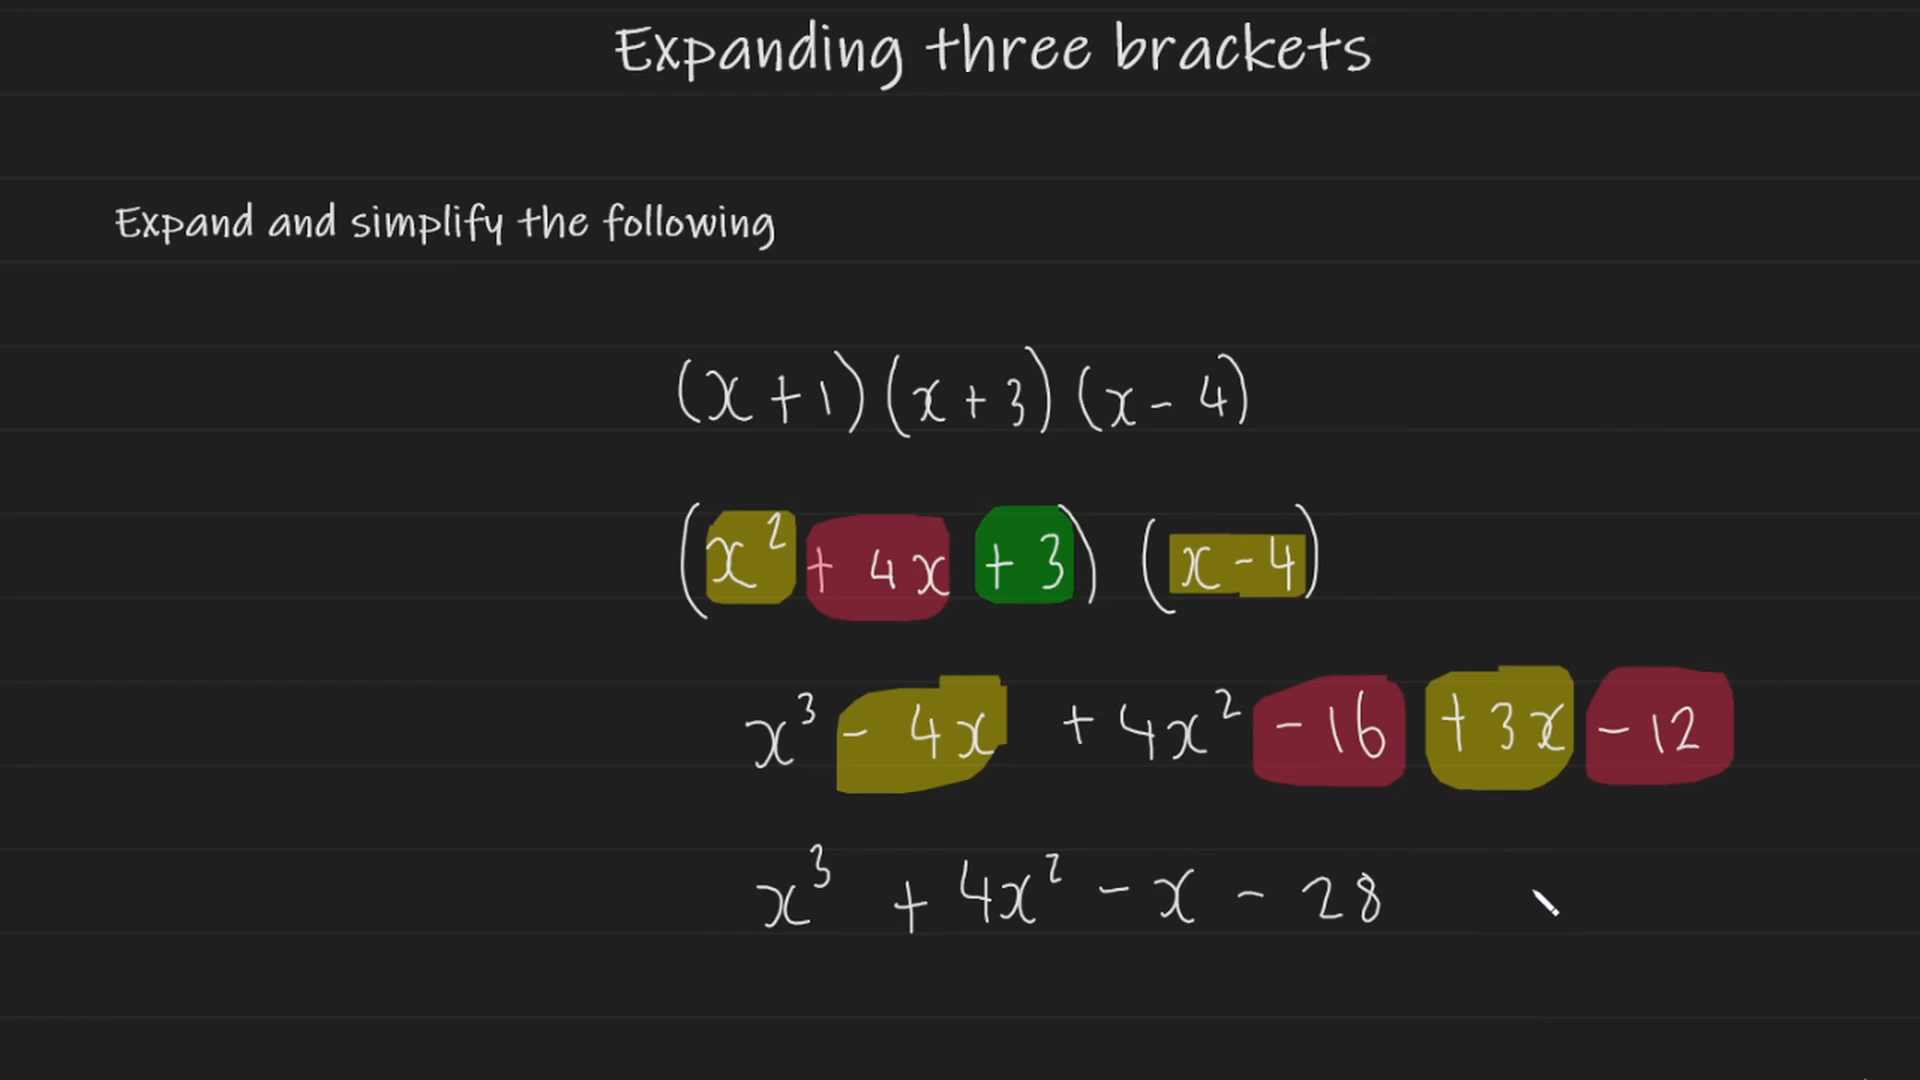 Expanding three brackets
Expand and simplify the following
(x + 1)(x + 3)(x - 4)
(x² + 4x + 3) (x - 4)
x³ - 4x + 4x² - 16 + 3x - 12
x³ + 4x² - x - 28